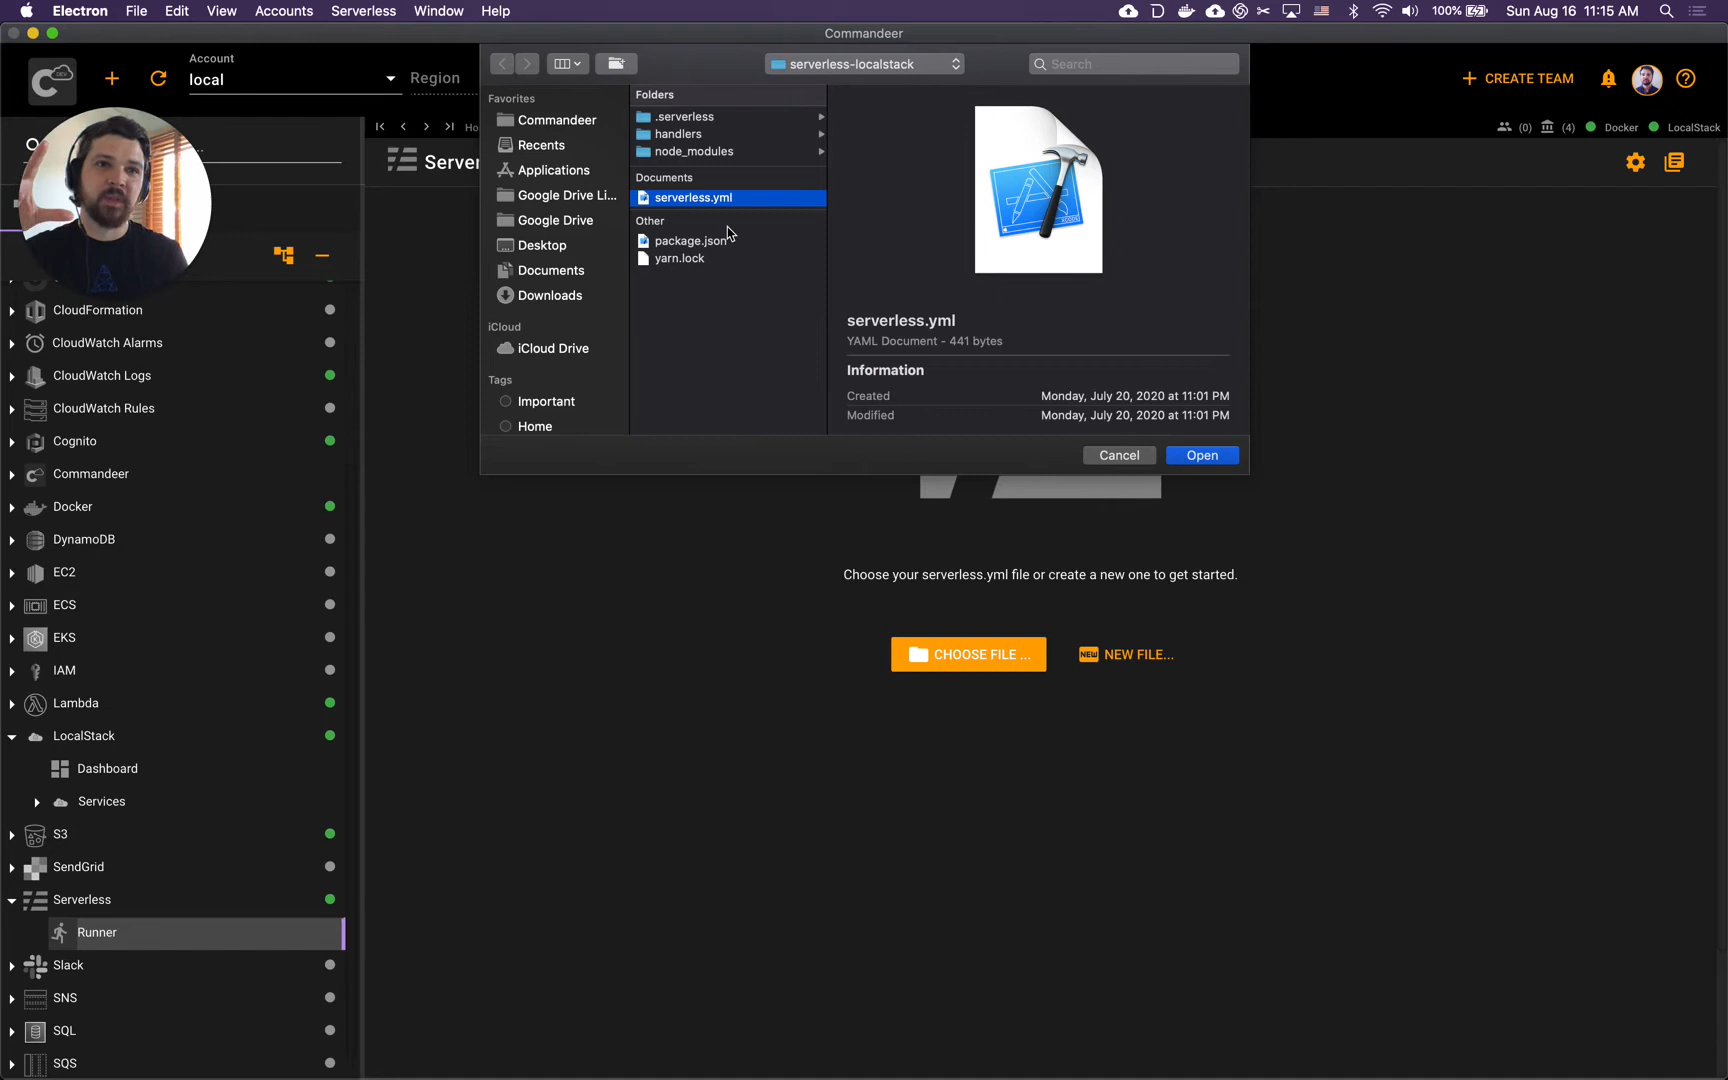 Electron File Edit View Accounts Serverless Window Help 100% Sun Aug 16 11:15 AM
Commandeer
DEV
Account
local
Region
CREATE TEAM
(0) (4) Docker LocalStack
Ho
Server
serverless-localstack
Search
Favorites
Commandeer
Recents
Applications
Google Drive Li...
Google Drive
Desktop
Documents
Downloads
iCloud
iCloud Drive
Tags
Important
Home
Folders
.serverless
handlers
node_modules
Documents
serverless.yml
Other
package.json
yarn.lock
serverless.yml
YAML Document - 441 bytes
Information
Created Monday, July 20, 2020 at 11:01 PM
Modified Monday, July 20, 2020 at 11:01 PM
Cancel Open
Choose your serverless.yml file or create a new one to get started.
CHOOSE FILE ... NEW NEW FILE...
CloudFormation
CloudWatch Alarms
CloudWatch Logs
CloudWatch Rules
Cognito
Commandeer
Docker
DynamoDB
EC2
ECS
EKS
IAM
Lambda
LocalStack
Dashboard
Services
S3
SendGrid
Serverless
Runner
Slack
SNS
SQL
SQS